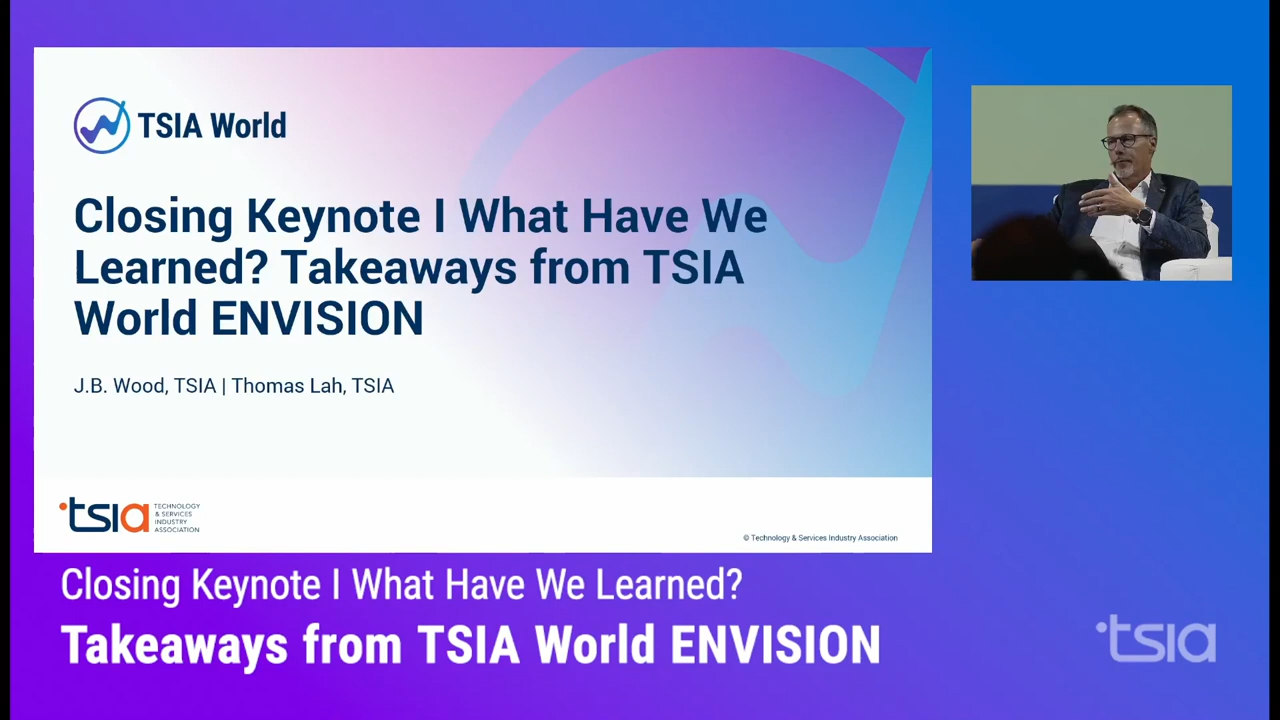 TSIA World
Closing Keynote I What Have We
Learned? Takeaways from TSIA
World ENVISION
J.B. Wood, TSIA | Thomas Lah, TSIA
tsia
TECHNOLOGY
& SERVICES
INDUSTRY
ASSOCIATION
© Technology & Services Industry Association
Closing Keynote I What Have We Learned?
Takeaways from TSIA World ENVISION
tsia